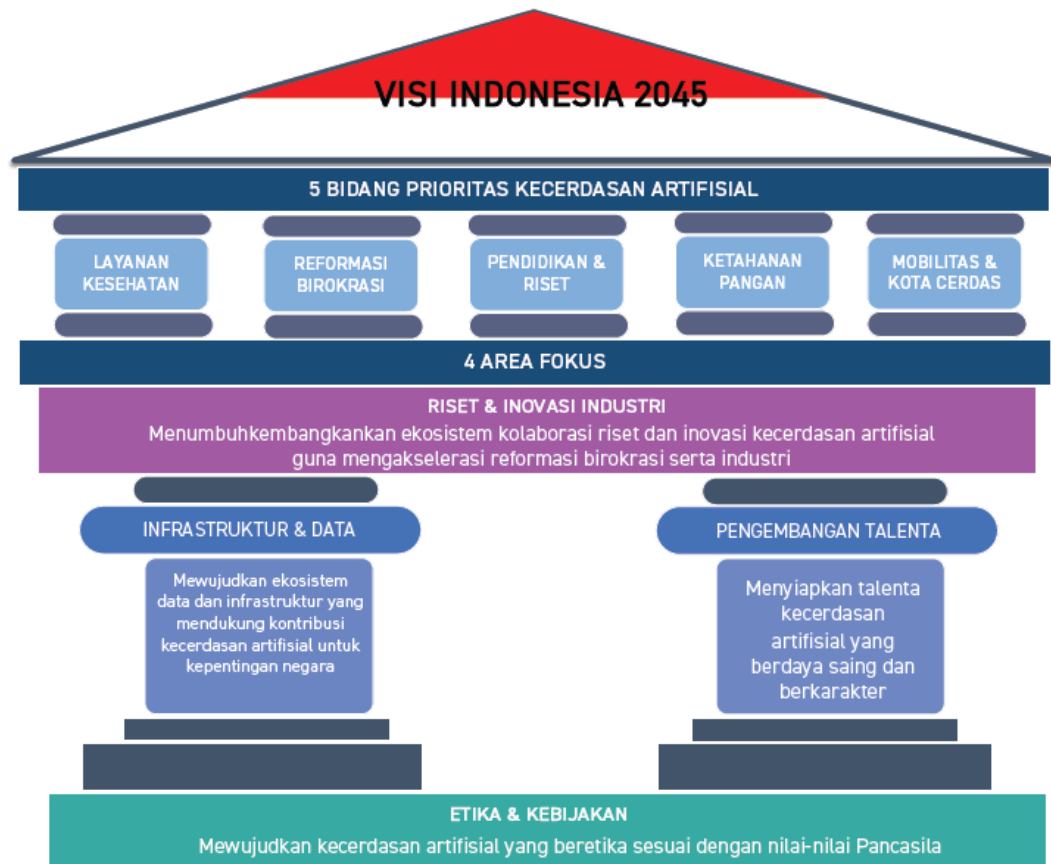 VISI INDONESIA 2045
5 BIDANG PRIORITAS KECERDASAN ARTIFISIAL
LAYANAN
KESEHATAN
REFORMASI
BIROKRASI
PENDIDIKAN &
RISET
KETAHANAN
PANGAN
MOBILITAS &
KOTA CERDAS
4 AREA FOKUS
RISET & INOVASI INDUSTRI
Menumbuhkembangkankan ekosistem kolaborasi riset dan inovasi kecerdasan artifisial
guna mengakselerasi reformasi birokrasi serta industri
INFRASTRUKTUR & DATA
Mewujudkan ekosistem
data dan infrastruktur yang
mendukung kontribusi
kecerdasan artifisial untuk
kepentingan negara
PENGEMBANGAN TALENTA
Menyiapkan talenta
kecerdasan
artifisial yang
berdaya saing dan
berkarakter
ETIKA & KEBIJAKAN
Mewujudkan kecerdasan artifisial yang beretika sesuai dengan nilai-nilai Pancasila